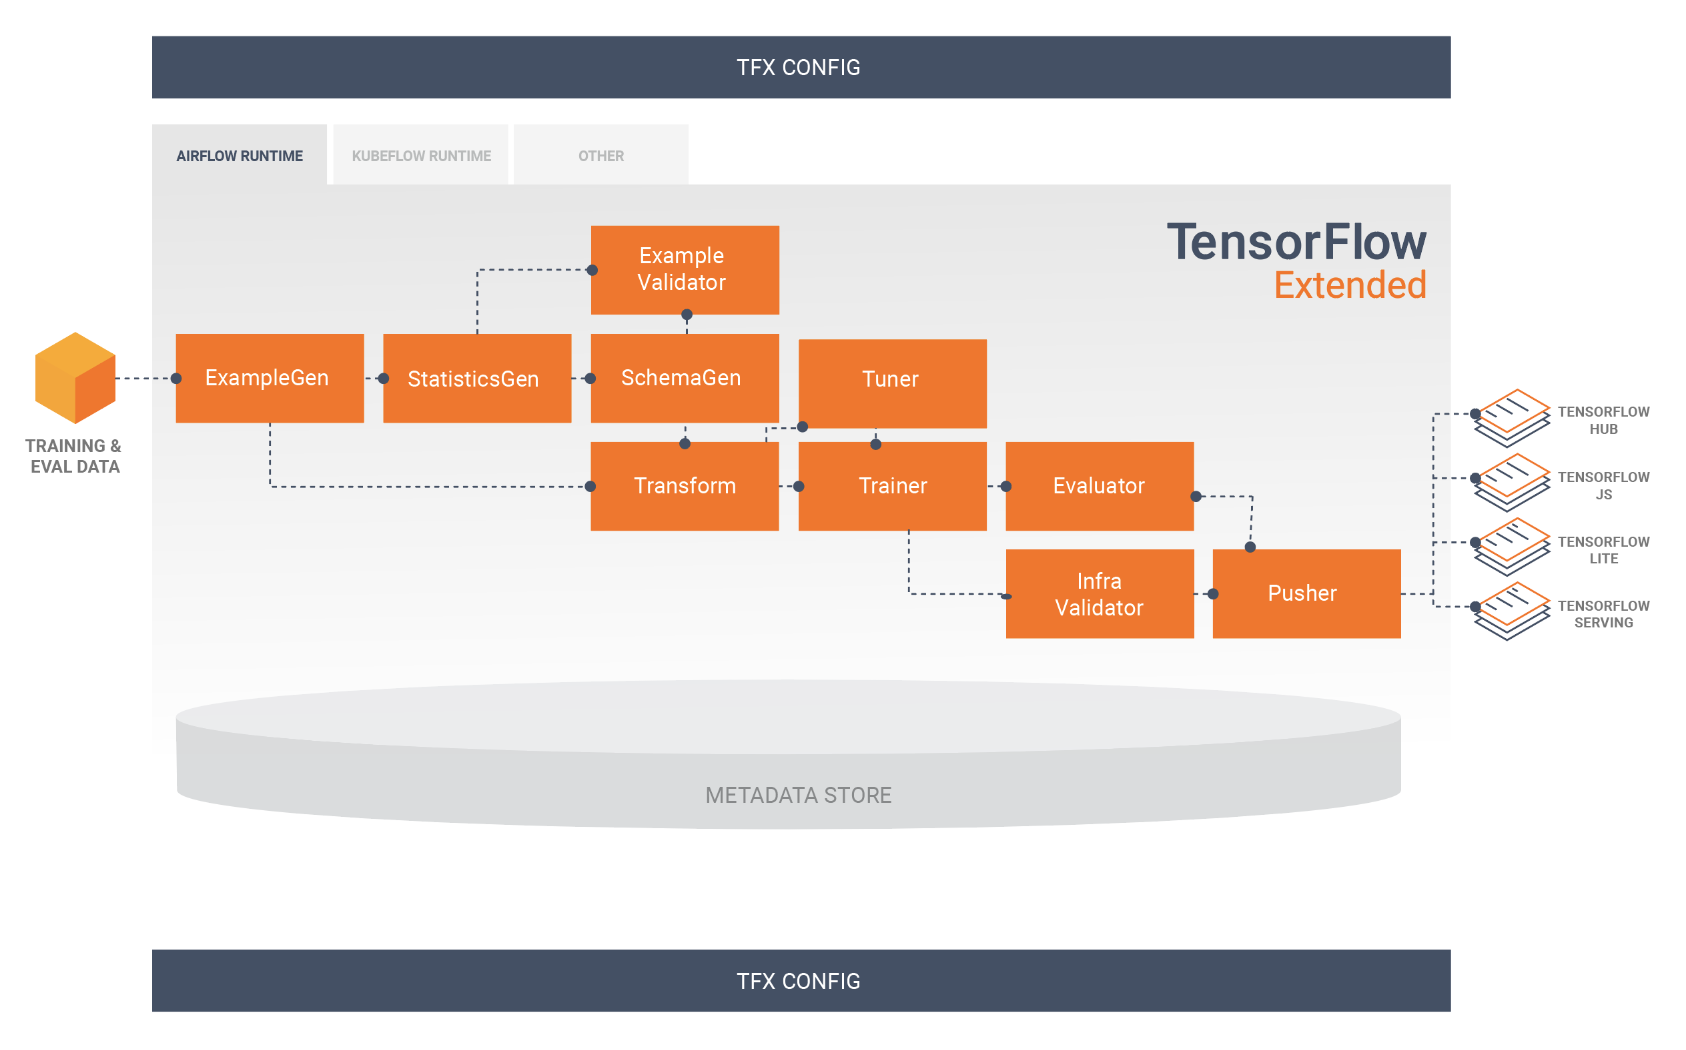 TFX CONFIG
AIRFLOW RUNTIME
KUBEFLOW RUNTIME
OTHER
TensorFlow
Extended
Example
Validator
ExampleGen
StatisticsGen
SchemaGen
Tuner
TRAINING &
EVAL DATA
Transform
Trainer
Evaluator
Infra
Validator
Pusher
TENSORFLOW
HUB
TENSORFLOW
JS
TENSORFLOW
LITE
TENSORFLOW
SERVING
METADATA STORE
TFX CONFIG